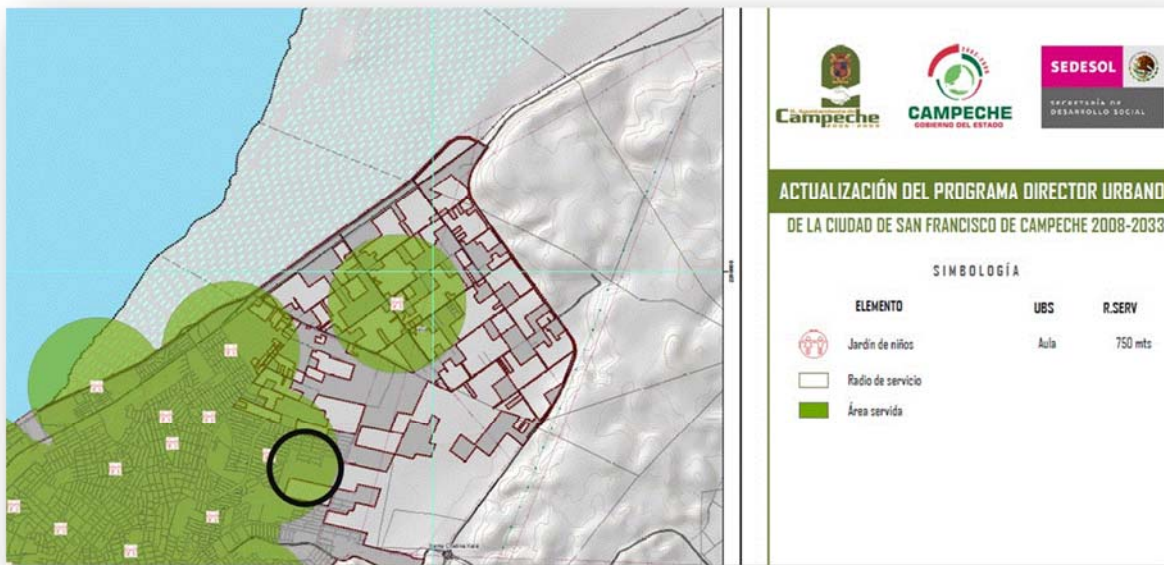 Campeche
CAMPECHE
GOBIERNO DEL ESTADO
SEDESOL
SECRETARÍA DE
DESARROLLO SOCIAL
ACTUALIZACIÓN DEL PROGRAMA DIRECTOR URBANO
DE LA CIUDAD DE SAN FRANCISCO DE CAMPECHE 2008-2033
SIMBOLOGÍA
ELEMENTO UBS R.SERV
Jardín de niños Aula 750 mts
Radio de servicio
Área servida